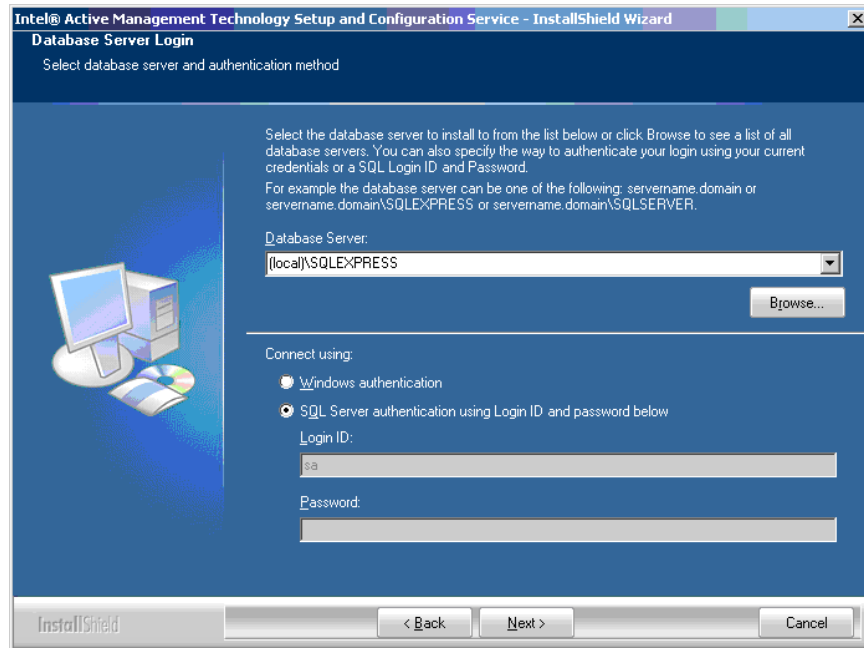 Intel® Active Management Technology Setup and Configuration Service - InstallShield Wizard
Database Server Login
Select database server and authentication method
Select the database server to install to from the list below or click Browse to see a list of all
database servers. You can also specify the way to authenticate your login using your current
credentials or a SQL Login ID and Password.
For example the database server can be one of the following: servername.domain or
servername.domain\SQLEXPRESS or servername.domain\SQLSERVER.
Database Server:
(local)\SQLEXPRESS
Browse...
Connect using:
Windows authentication
SQL Server authentication using Login ID and password below
Login ID:
sa
Password:
InstallShield
< Back Next > Cancel